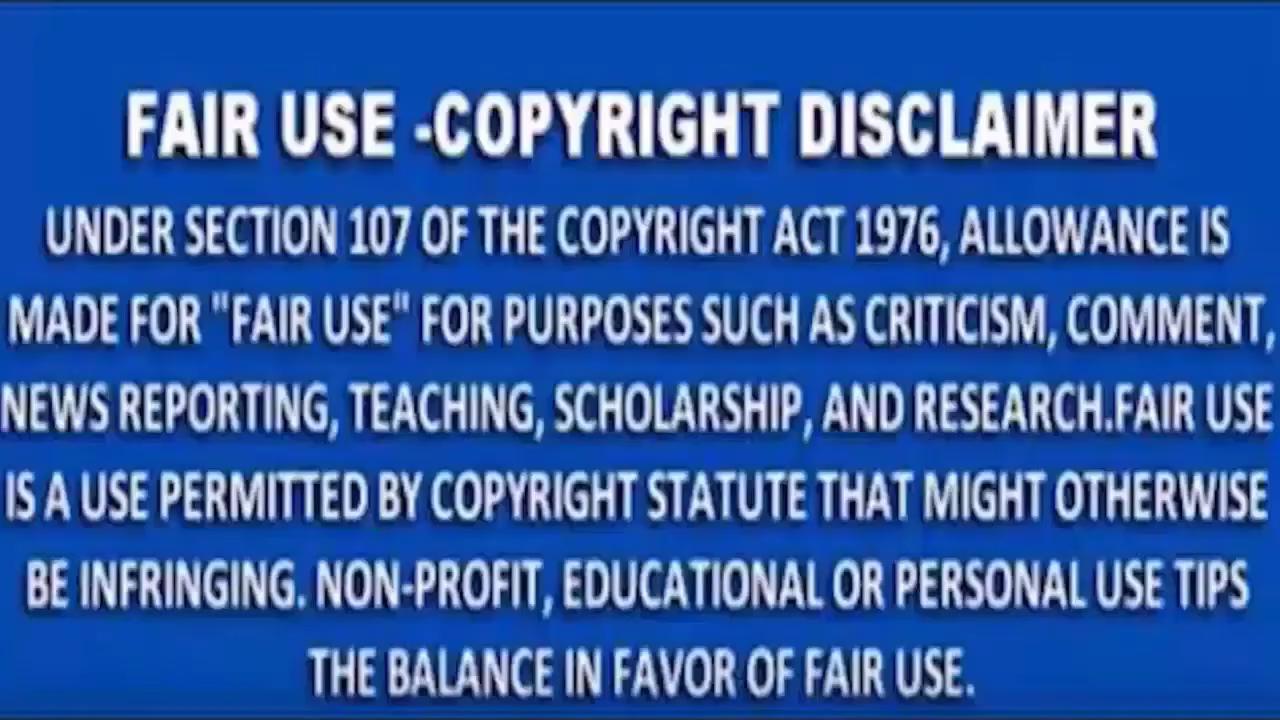 FAIR USE -COPYRIGHT DISCLAIMER
UNDER SECTION 107 OF THE COPYRIGHT ACT 1976, ALLOWANCE IS
MADE FOR "FAIR USE" FOR PURPOSES SUCH AS CRITICISM, COMMENT,
NEWS REPORTING, TEACHING, SCHOLARSHIP, AND RESEARCH.FAIR USE
IS A USE PERMITTED BY COPYRIGHT STATUTE THAT MIGHT OTHERWISE
BE INFRINGING. NON-PROFIT, EDUCATIONAL OR PERSONAL USE TIPS
THE BALANCE IN FAVOR OF FAIR USE.